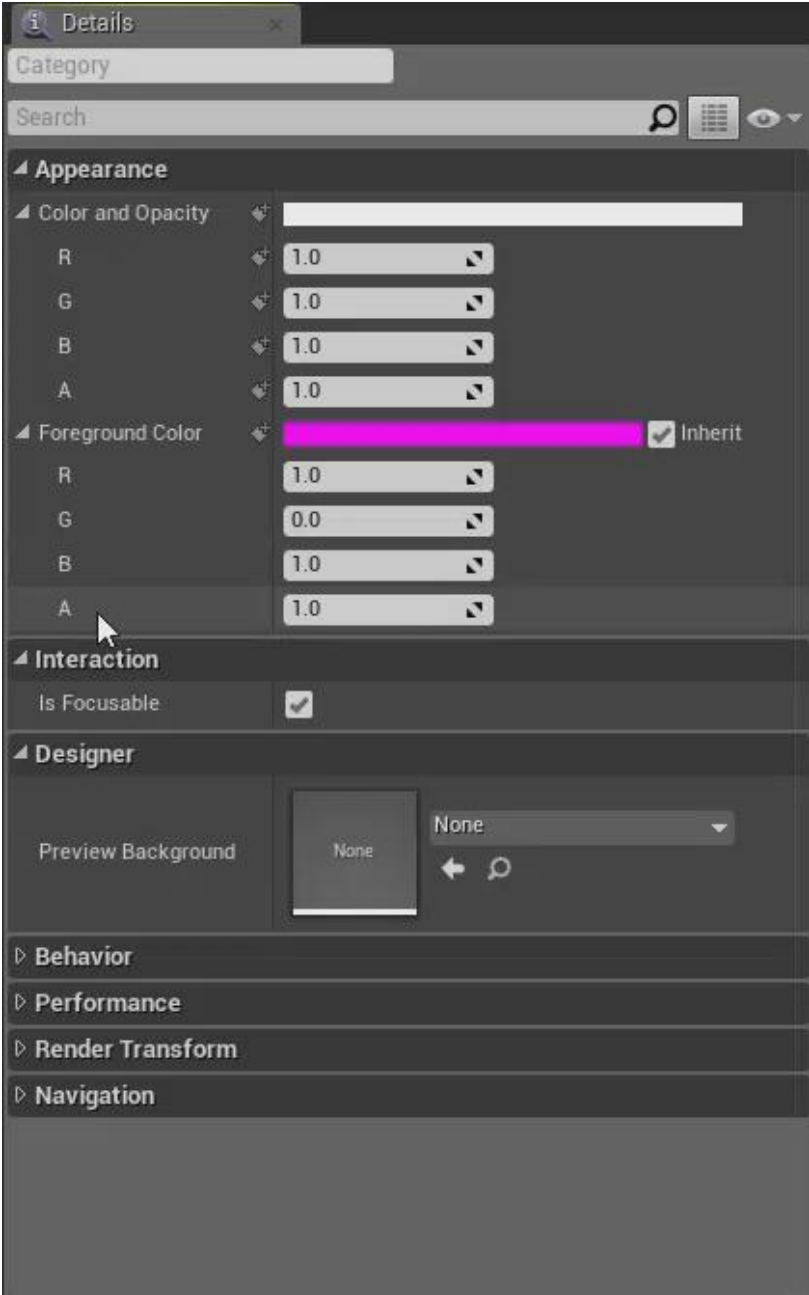 Details
Category
Search
Appearance
Color and Opacity
R 1.0
G 1.0
B 1.0
A 1.0
Foreground Color Inherit
R 1.0
G 0.0
B 1.0
A 1.0
Interaction
Is Focusable
Designer
Preview Background None None
Behavior
Performance
Render Transform
Navigation